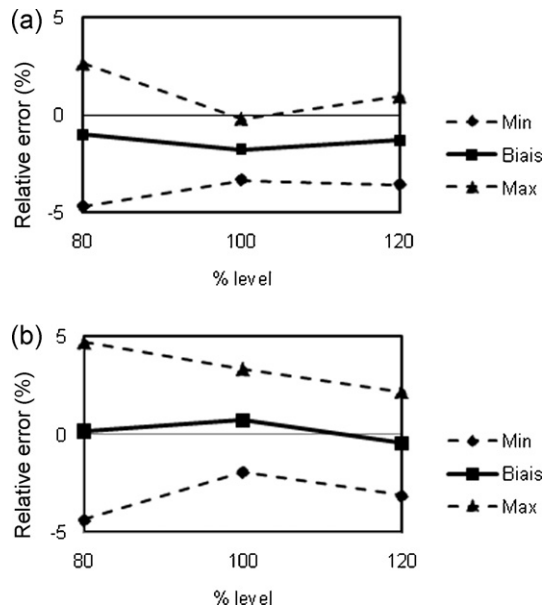 (a)
Relative error (%)
5
0
-5
80 100 120
% level
Min
Biais
Max
(b)
Relative error (%)
5
0
-5
80 100 120
% level
Min
Biais
Max